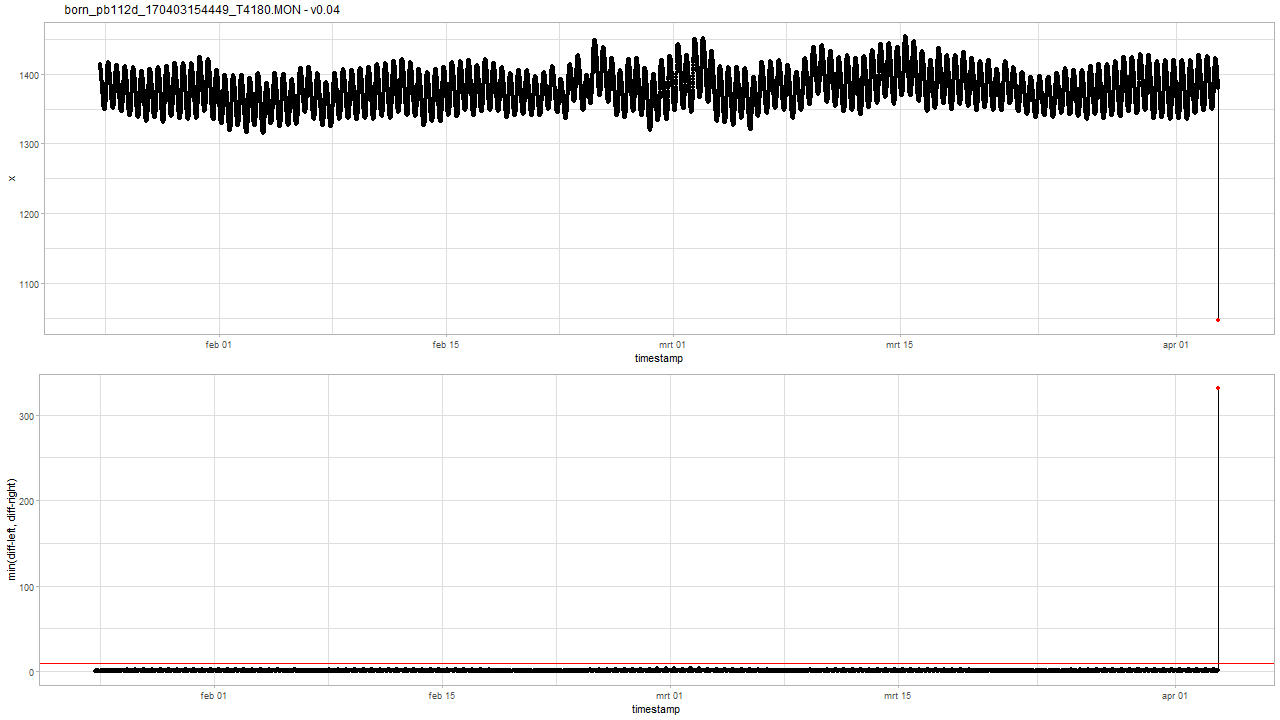 born_pb112d_170403154449_T4180.MON - v0.04
1400
1300
1200
1100
x
feb 01
feb 15
mrt 01
mrt 15
apr 01
timestamp
300
200
100
0
min(diff-left, diff-right)
feb 01
feb 15
mrt 01
mrt 15
apr 01
timestamp